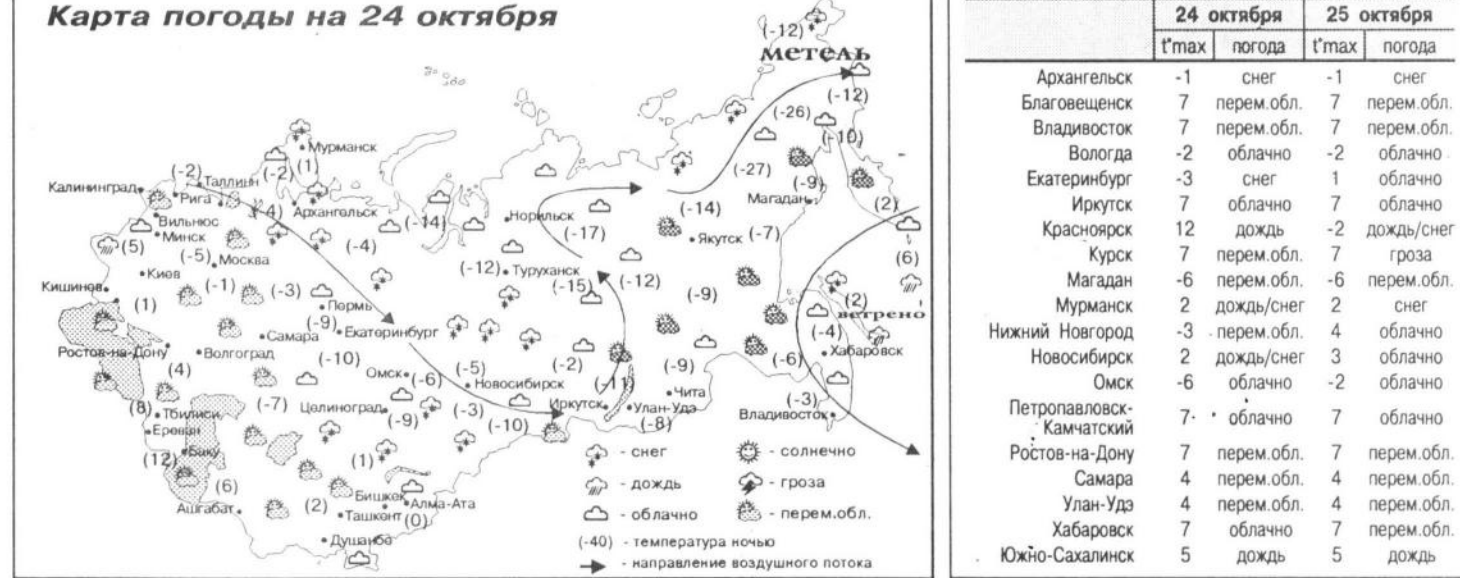 Карта погоды на 24 октября
(-12)
метель
(-12)
(-26)
(-10)
Мурманск
(1)
(-2)
(-2)
Таллинн
Калининград
Рига
(-27)
(-9)
Магадан
(2)
Архангельск
(-14)
Норильск
(-14)
Вильнюс
Минск
(5)
(-4)
(-17)
Якутск
(-7)
(-5)
Москва
(-12)
Туруханск
(6)
Киев
(-1)
(-3)
(-15)
(-12)
(-9)
Кишинев
(1)
Пермь
(2)
ветрено
(-9)
Екатеринбург
(-4)
Самара
Ростов-на-Дону
Волгоград
(-10)
Хабаровск
(4)
Омск
(-6)
(-5)
Новосибирск
(-2)
(-9)
(-6)
(-11)
Чита
(8)
Тбилиси
(-7)
Целиноград
(-9)
(-3)
(-10)
Иркутск
Улан-Удэ
(-8)
(-3)
Владивосток
Ереван
Баку
(12)
(1)
(6)
Ашгабат
(2)
Бишкек
Алма-Ата
Ташкент
(0)
Душанбе
- снег
- солнечно
- дождь
- гроза
- облачно
- перем.обл.
(-40) - температура ночью
- направление воздушного потока
24 октября 25 октября
t°max погода t°max погода
Архангельск -1 снег -1 снег
Благовещенск 7 перем.обл. 7 перем.обл.
Владивосток 7 перем.обл. 7 перем.обл.
Вологда -2 облачно -2 облачно
Екатеринбург -3 снег 1 облачно
Иркутск 7 облачно 7 облачно
Красноярск 12 дождь -2 дождь/снег
Курск 7 перем.обл. 7 гроза
Магадан -6 перем.обл. -6 перем.обл.
Мурманск 2 дождь/снег 2 снег
Нижний Новгород -3 перем.обл. 4 облачно
Новосибирск 2 дождь/снег 3 облачно
Омск -6 облачно -2 облачно
Петропавловск-
Камчатский 7 облачно 7 облачно
Ростов-на-Дону 7 перем.обл. 7 перем.обл.
Самара 4 перем.обл. 4 перем.обл.
Улан-Удэ 4 перем.обл. 4 перем.обл.
Хабаровск 7 облачно 7 перем.обл.
Южно-Сахалинск 5 дождь 5 дождь